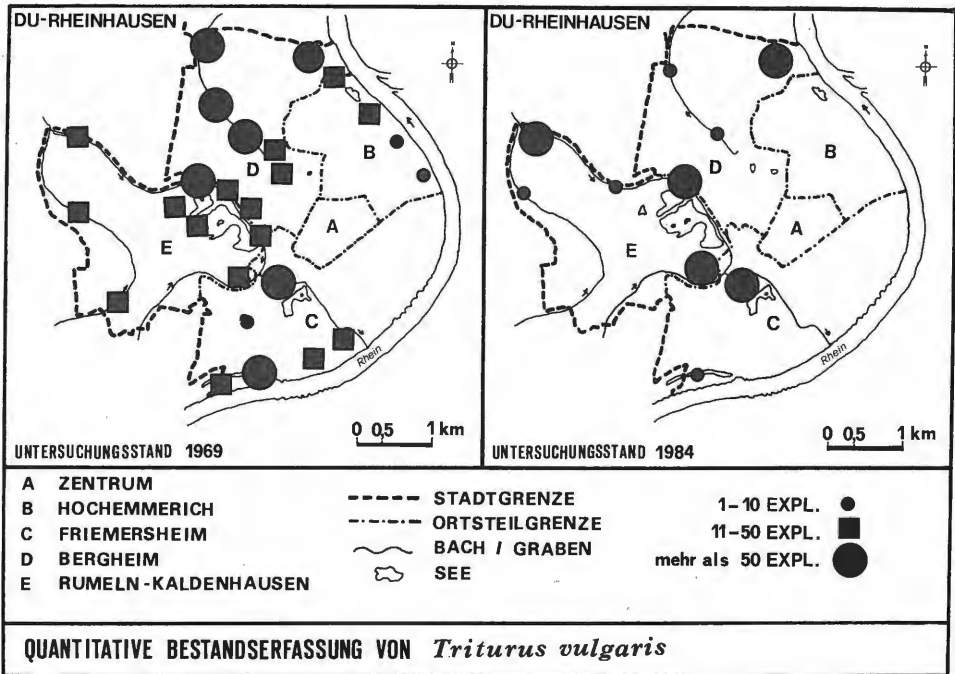 DU-RHEINHAUSEN
N
B
D
A
E
C
Rhein
0 0,5 1 km
UNTERSUCHUNGSSTAND 1969
DU-RHEINHAUSEN
N
B
D
A
E
C
Rhein
0 0,5 1 km
UNTERSUCHUNGSSTAND 1984
A ZENTRUM
B HOCHEMMERICH
C FRIEMERSHEIM
D BERGHEIM
E RUMELN-KALDENHAUSEN
STADTGRENZE
ORTSTEILGRENZE
BACH / GRABEN
SEE
1-10 EXPL.
11-50 EXPL.
mehr als 50 EXPL.
QUANTITATIVE BESTANDSERFASSUNG VON Triturus vulgaris